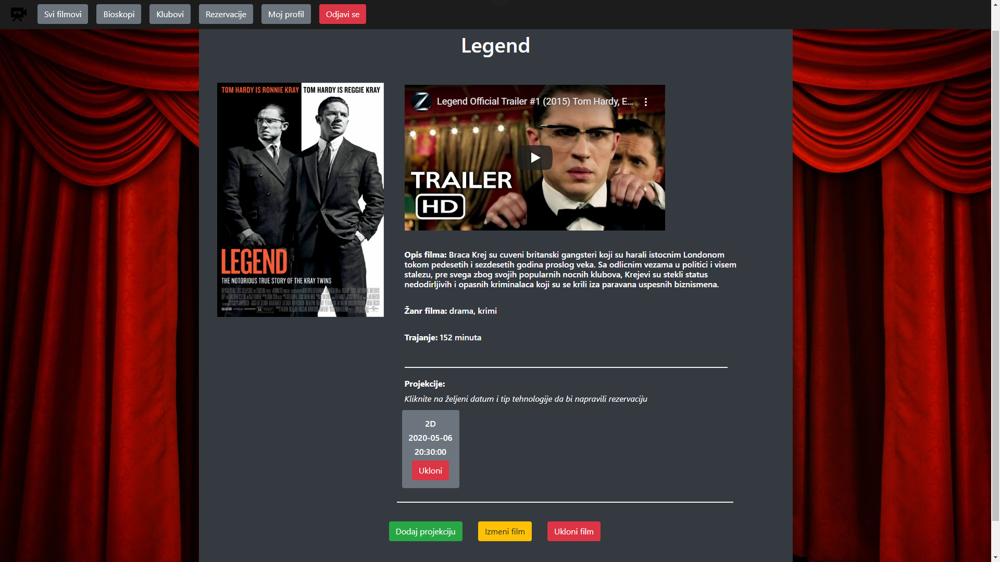 Svi filmovi
Bioskopi
Klubovi
Rezervacije
Moj profil
Odjavi se
Legend
TOM HARDY IS RONNIE KRAY
TOM HARDY IS REGGIE KRAY
LEGEND
THE NOTORIOUS TRUE STORY OF THE KRAY TWINS
R
Z
Legend Official Trailer #1 (2015) Tom Hardy, E...
TRAILER
HD
Opis filma: Braca Krej su cuveni britanski gangsteri koji su harali istocnim Londonom
tokom pedesetih i sezdesetih godina proslog veka. Sa odlicnim vezama u politici i visem
stalezu, pre svega zbog svojih popularnih nocnih klubova, Krejevi su stekli status
nedodirljivih i opasnih kriminalaca koji su se krili iza paravana uspesnih biznismena.
Žanr filma: drama, krimi
Trajanje: 152 minuta
Projekcije:
Kliknite na željeni datum i tip tehnologije da bi napravili rezervaciju
2D
2020-05-06
20:30:00
Ukloni
Dodaj projekciju
Izmeni film
Ukloni film